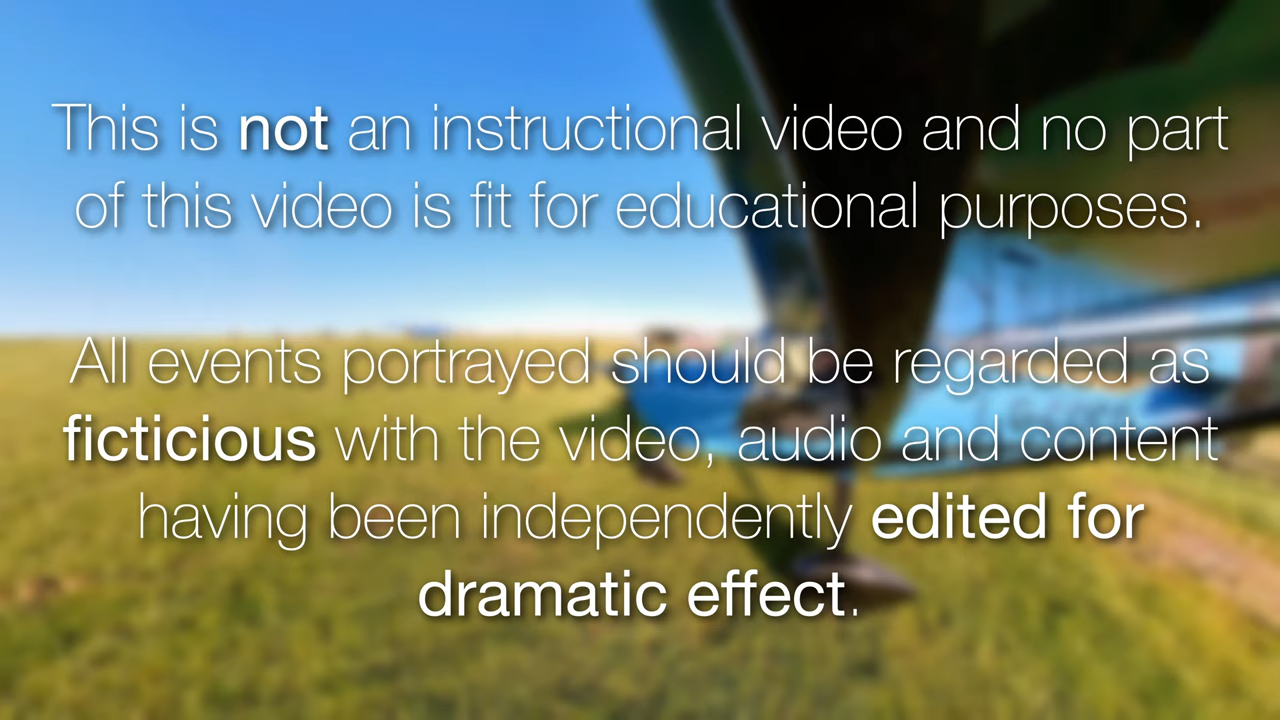 This is not an instructional video and no part
of this video is fit for educational purposes.
All events portrayed should be regarded as
ficticious with the video, audio and content
having been independently edited for
dramatic effect.